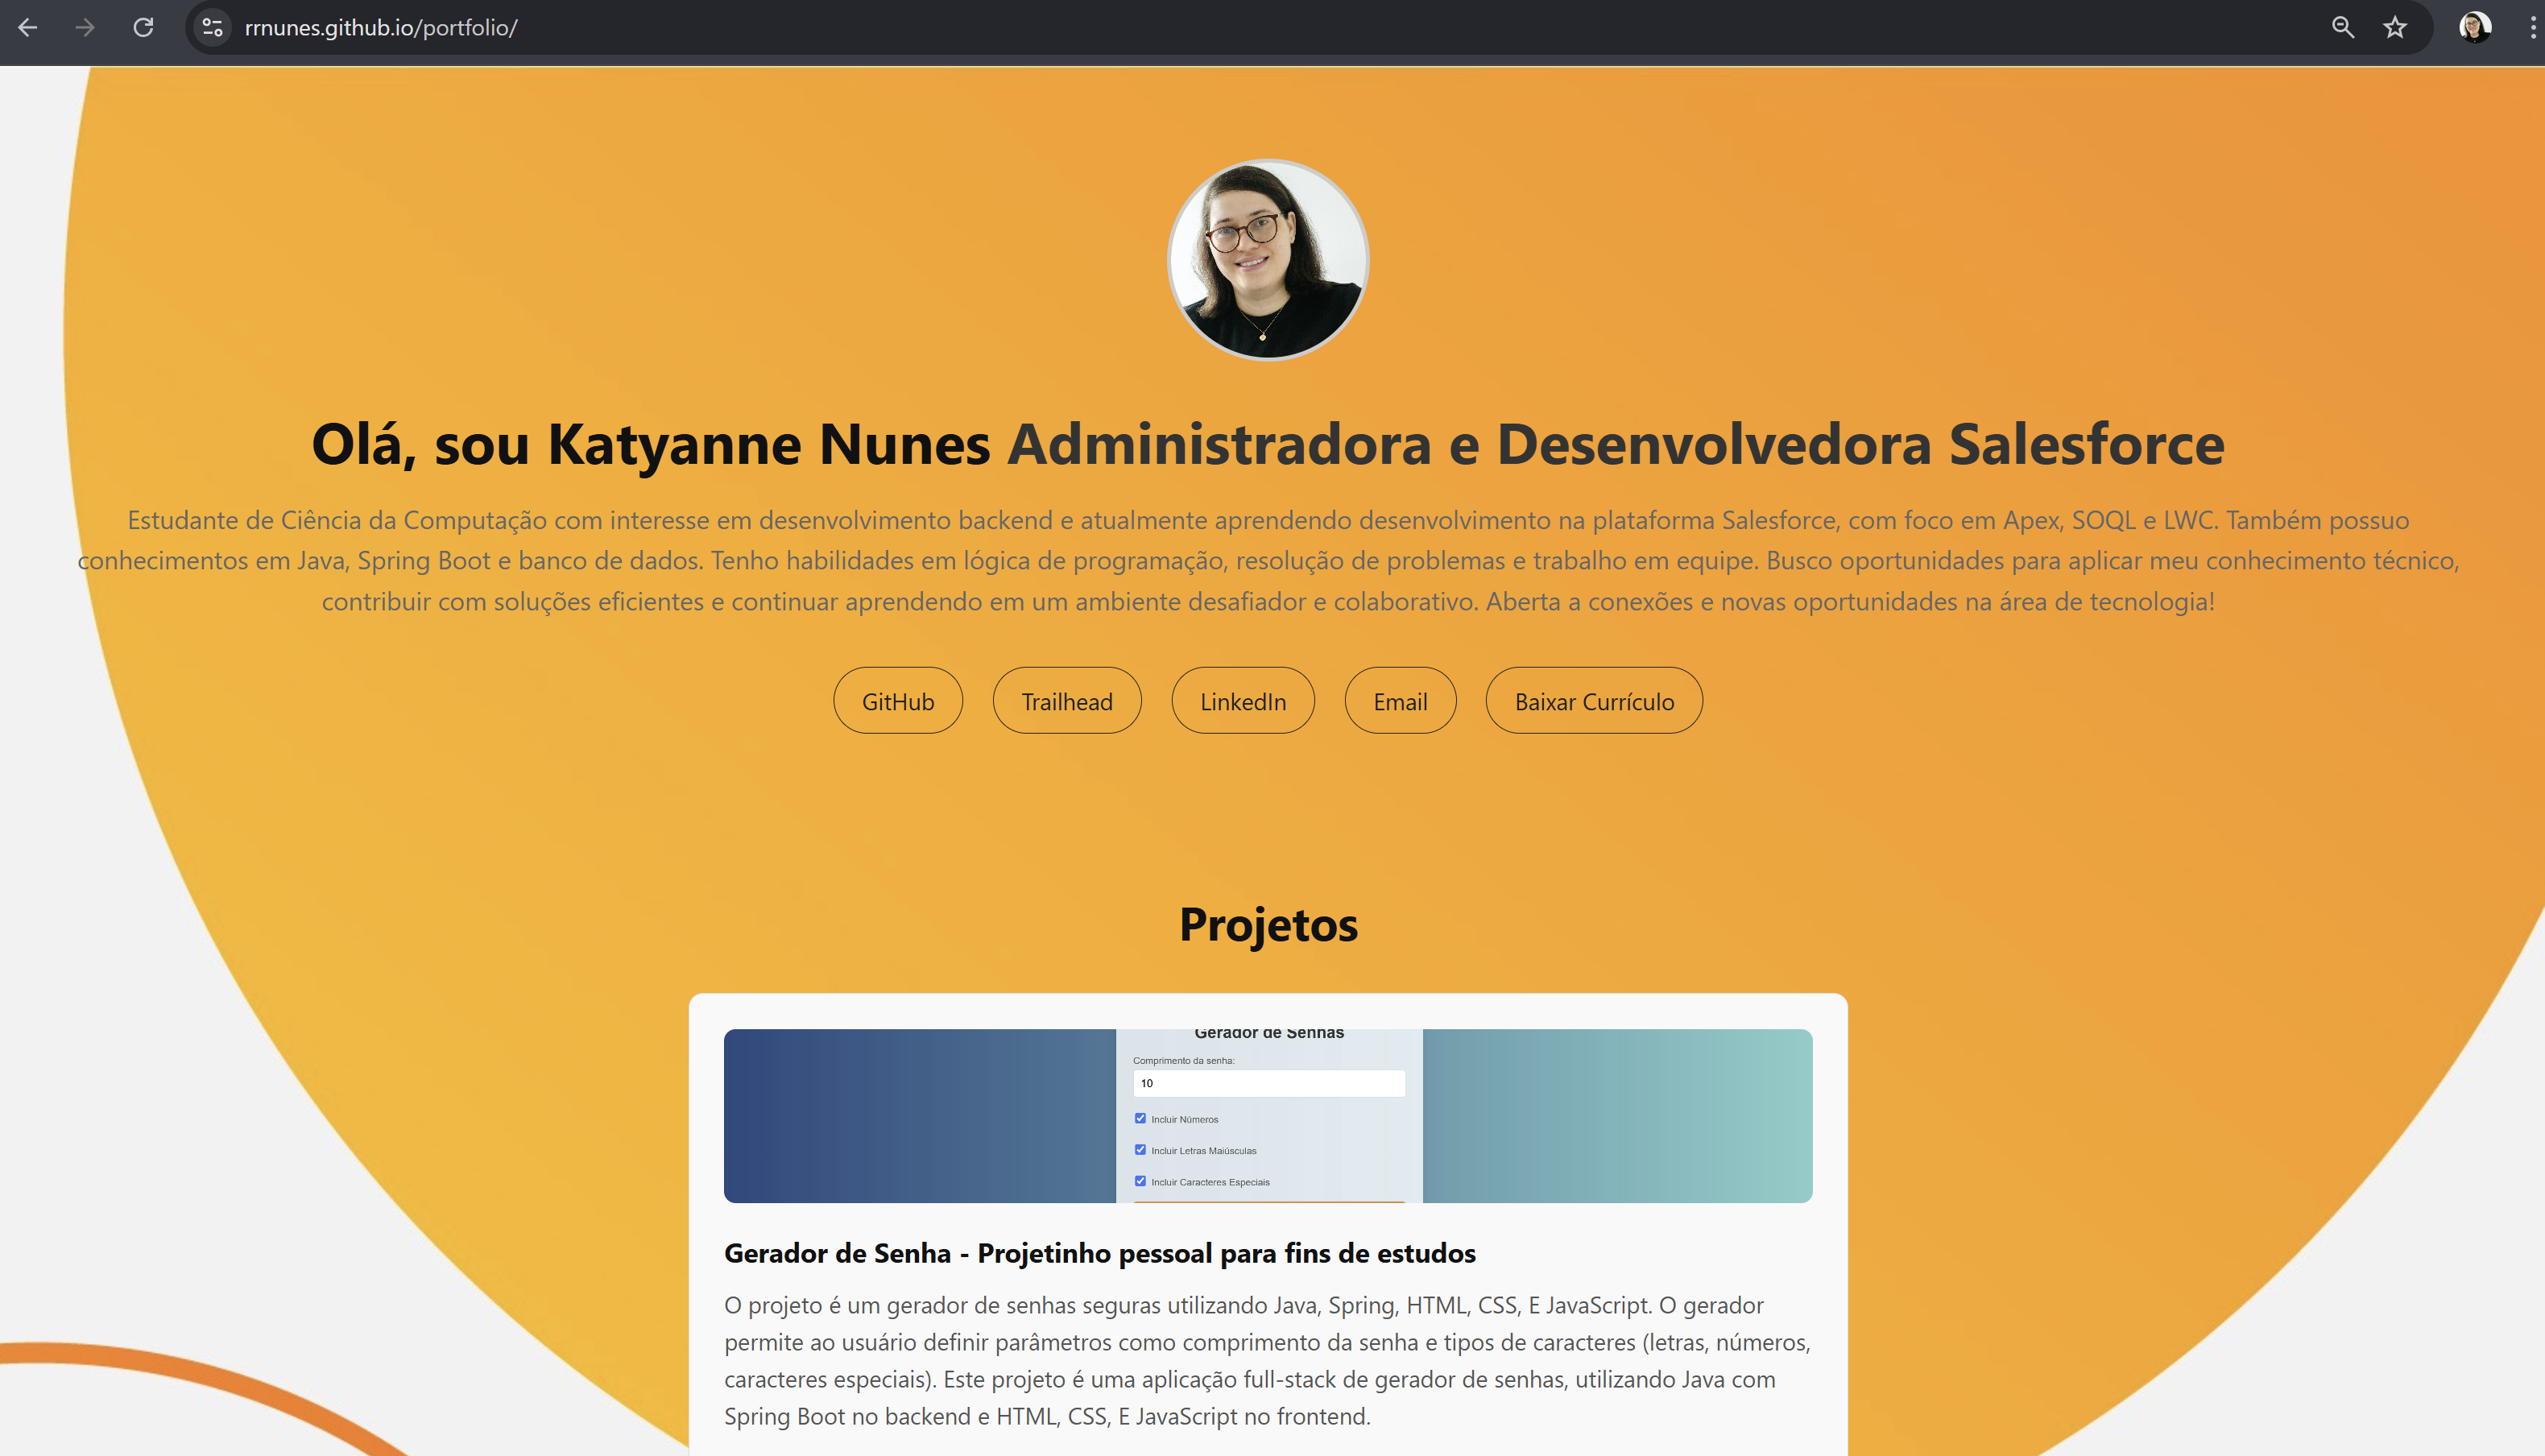 rrnunes.github.io/portfolio/
Olá, sou Katyanne Nunes Administradora e Desenvolvedora Salesforce
Estudante de Ciência da Computação com interesse em desenvolvimento backend e atualmente aprendendo desenvolvimento na plataforma Salesforce, com foco em Apex, SOQL e LWC. Também possuo
conhecimentos em Java, Spring Boot e banco de dados. Tenho habilidades em lógica de programação, resolução de problemas e trabalho em equipe. Busco oportunidades para aplicar meu conhecimento técnico,
contribuir com soluções eficientes e continuar aprendendo em um ambiente desafiador e colaborativo. Aberta a conexões e novas oportunidades na área de tecnologia!
GitHub Trailhead LinkedIn Email Baixar Currículo
Projetos
Gerador de Senhas
Comprimento da senha:
10
Incluir Números
Incluir Letras Maiúsculas
Incluir Caracteres Especiais
Gerador de Senha - Projetinho pessoal para fins de estudos
O projeto é um gerador de senhas seguras utilizando Java, Spring, HTML, CSS, E JavaScript. O gerador
permite ao usuário definir parâmetros como comprimento da senha e tipos de caracteres (letras, números,
caracteres especiais). Este projeto é uma aplicação full-stack de gerador de senhas, utilizando Java com
Spring Boot no backend e HTML, CSS, E JavaScript no frontend.